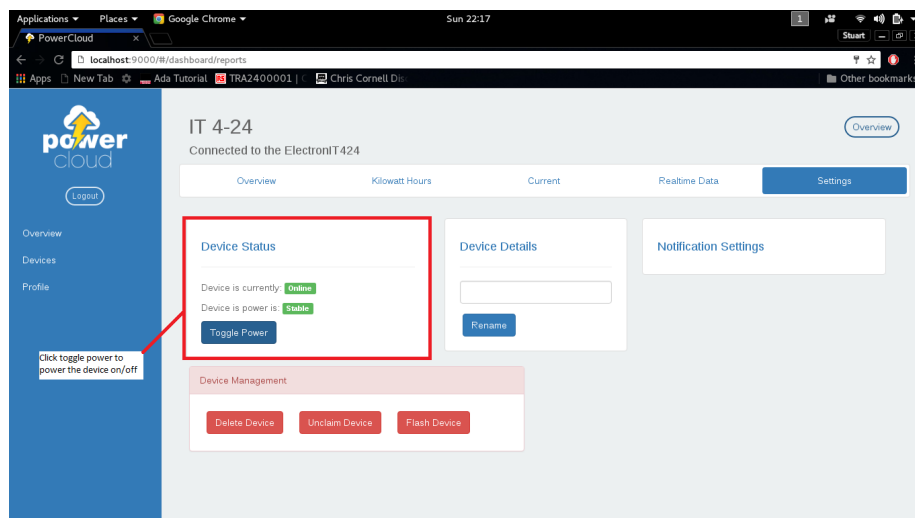 Applications Places Google Chrome Sun 22:17 1
PowerCloud × Stuart
localhost:9000/#/dashboard/reports
Apps New Tab Ada Tutorial TRA2400001 | C Chris Cornell Dis Other bookmarks
power
cloud
Logout
Overview
Devices
Profile
IT 4-24
Connected to the ElectronIT424
Overview
Overview Kilowatt Hours Current Realtime Data Settings
Device Status
Device is currently: Online
Device is power is: Stable
Toggle Power
Device Details
Rename
Notification Settings
Click toggle power to
power the device on/off
Device Management
Delete Device Unclaim Device Flash Device